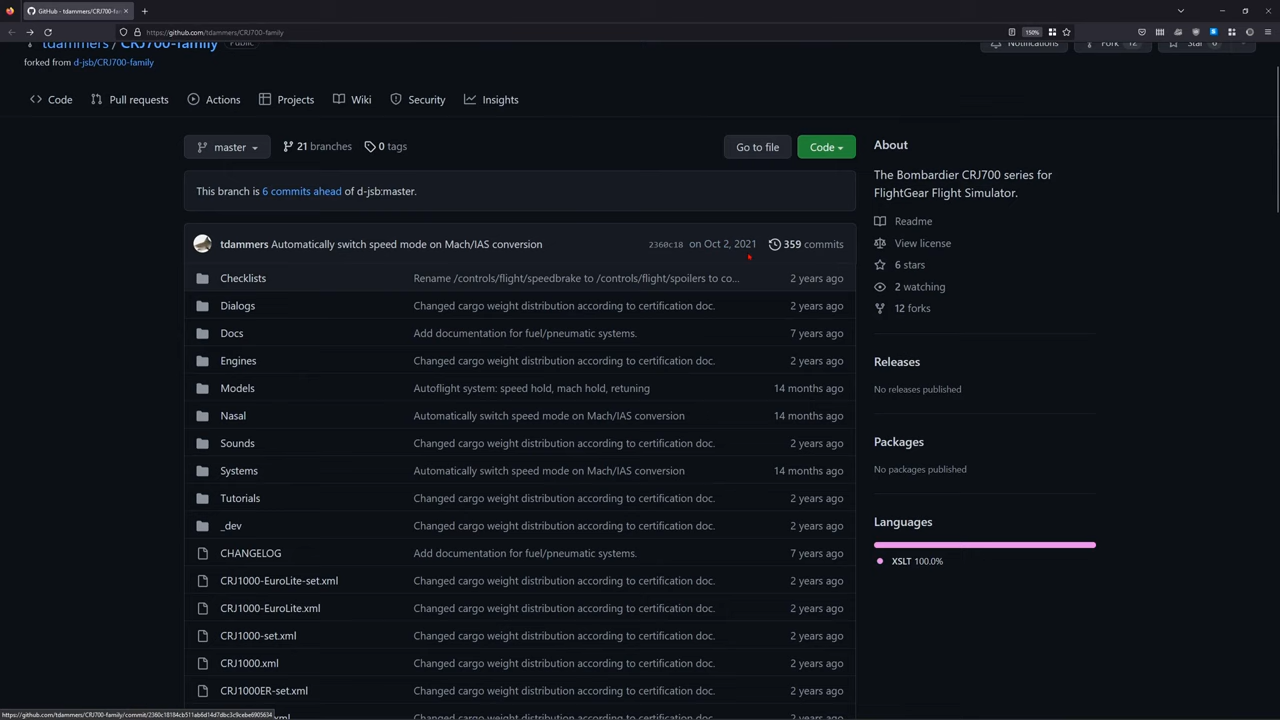 GitHub - tdammers/CRJ700-fam
https://github.com/tdammers/CRJ700-family
150%
tdammers / CRJ700-family Public
Notifications Fork 12 Star 6
forked from d-jsb/CRJ700-family
Code Pull requests Actions Projects Wiki Security Insights
master 21 branches 0 tags Go to file Code
This branch is 6 commits ahead of d-jsb:master.
tdammers Automatically switch speed mode on Mach/IAS conversion 2360c18 on Oct 2, 2021 359 commits
Checklists Rename /controls/flight/speedbrake to /controls/flight/spoilers to co... 2 years ago
Dialogs Changed cargo weight distribution according to certification doc. 2 years ago
Docs Add documentation for fuel/pneumatic systems. 7 years ago
Engines Changed cargo weight distribution according to certification doc. 2 years ago
Models Autoflight system: speed hold, mach hold, retuning 14 months ago
Nasal Automatically switch speed mode on Mach/IAS conversion 14 months ago
Sounds Changed cargo weight distribution according to certification doc. 2 years ago
Systems Automatically switch speed mode on Mach/IAS conversion 14 months ago
Tutorials Changed cargo weight distribution according to certification doc. 2 years ago
_dev Changed cargo weight distribution according to certification doc. 2 years ago
CHANGELOG Add documentation for fuel/pneumatic systems. 7 years ago
CRJ1000-EuroLite-set.xml Changed cargo weight distribution according to certification doc. 2 years ago
CRJ1000-EuroLite.xml Changed cargo weight distribution according to certification doc. 2 years ago
CRJ1000-set.xml Changed cargo weight distribution according to certification doc. 2 years ago
CRJ1000.xml Changed cargo weight distribution according to certification doc. 2 years ago
CRJ1000ER-set.xml Changed cargo weight distribution according to certification doc. 2 years ago
About
The Bombardier CRJ700 series for
FlightGear Flight Simulator.
Readme
View license
6 stars
2 watching
12 forks
Releases
No releases published
Packages
No packages published
Languages
XSLT 100.0%